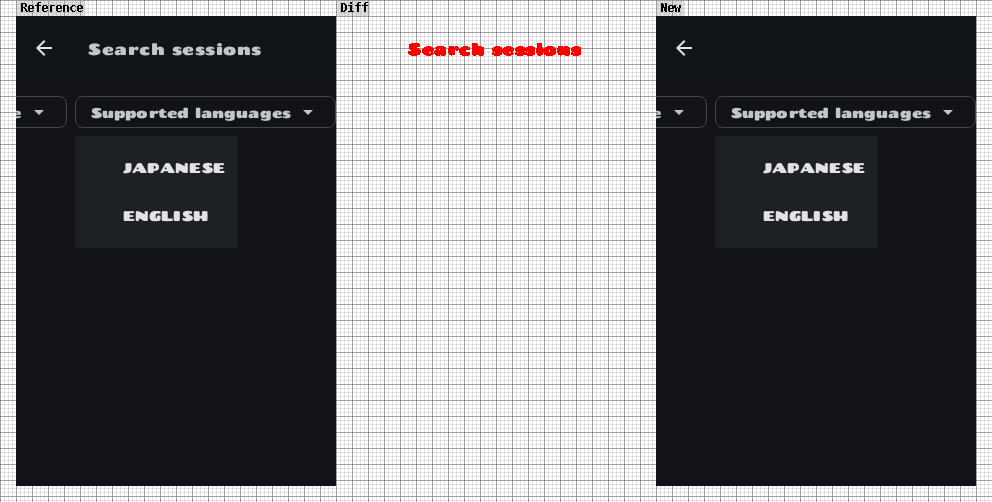 Reference
Diff
New
Search sessions
Search sessions
e
Supported languages
e
Supported languages
JAPANESE
JAPANESE
ENGLISH
ENGLISH